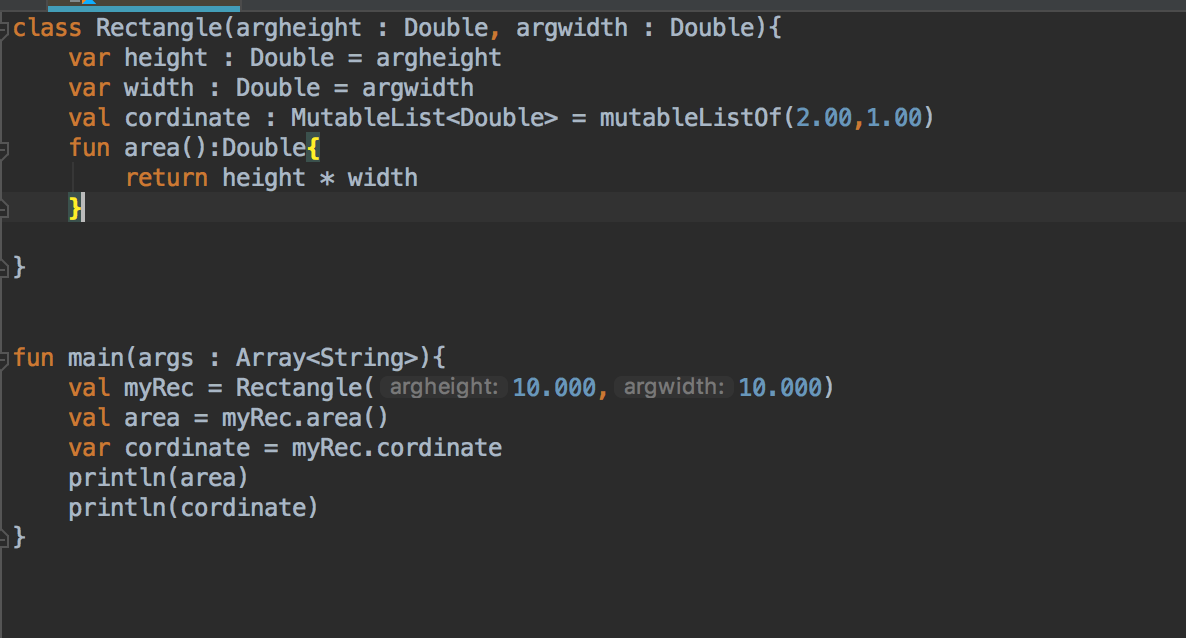 class Rectangle(argheight : Double, argwidth : Double){
    var height : Double = argheight
    var width : Double = argwidth
    val cordinate : MutableList<Double> = mutableListOf(2.00,1.00)
    fun area():Double{
        return height * width
    }
}
fun main(args : Array<String>){
    val myRec = Rectangle( argheight: 10.000, argwidth: 10.000)
    val area = myRec.area()
    var cordinate = myRec.cordinate
    println(area)
    println(cordinate)
}